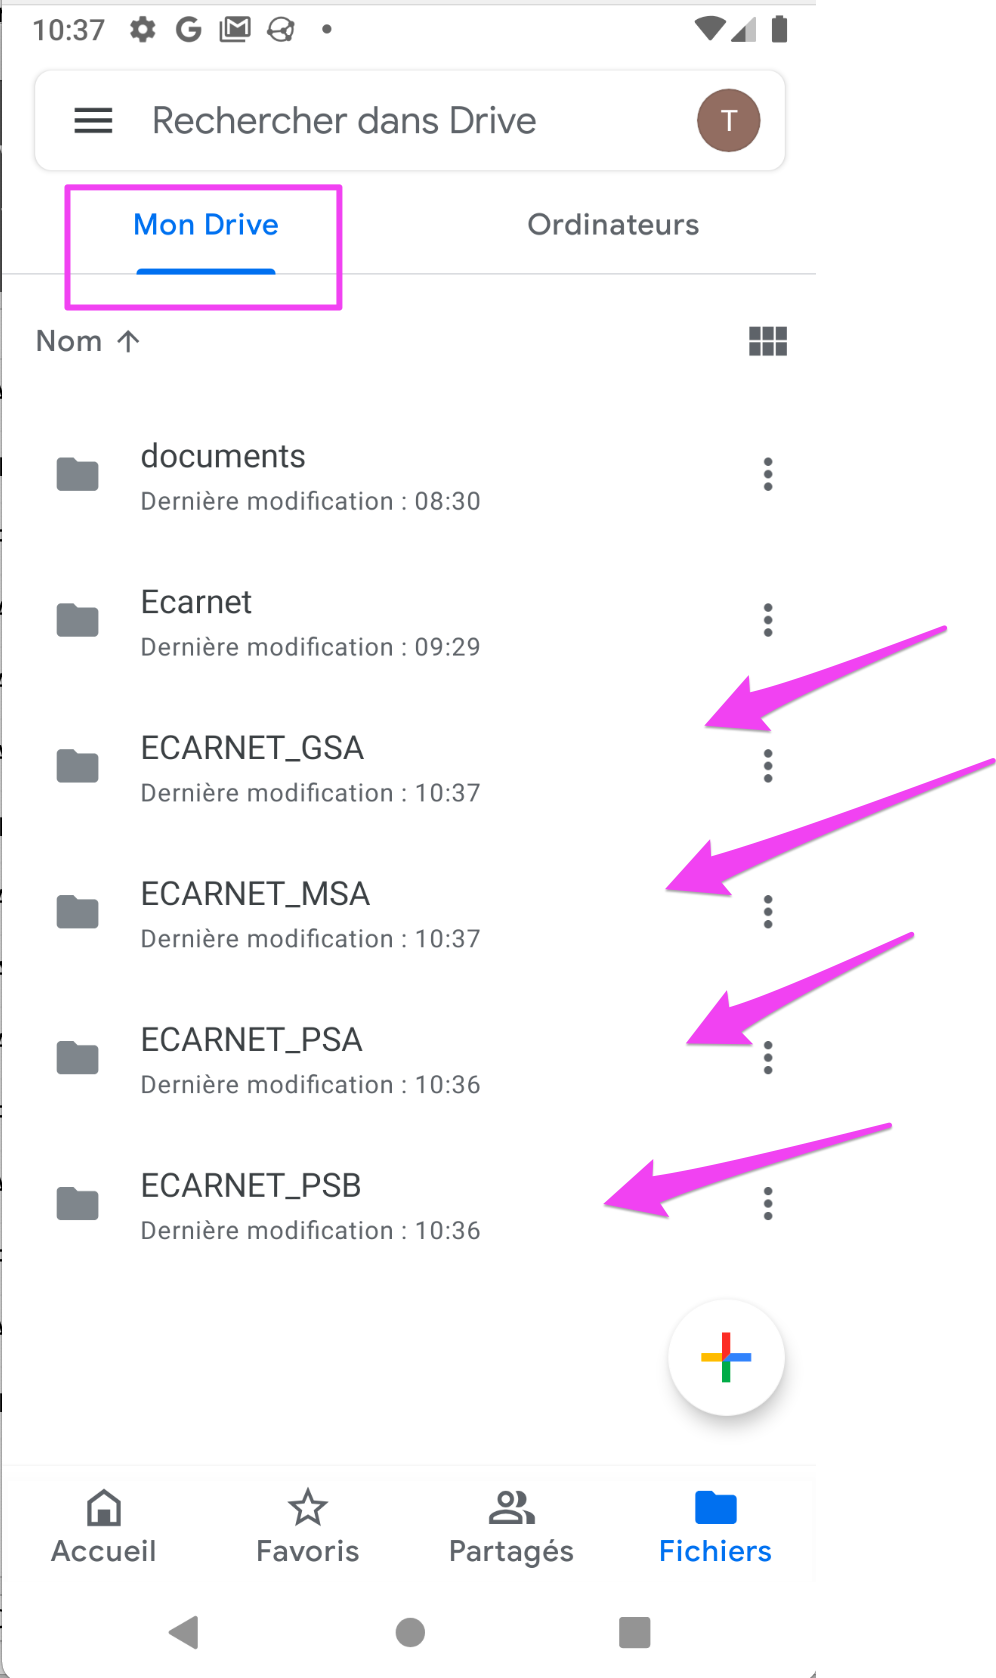 10:37
Rechercher dans Drive
T
Mon Drive
Ordinateurs
Nom
documents
Dernière modification : 08:30
Ecarnet
Dernière modification : 09:29
ECARNET_GSA
Dernière modification : 10:37
ECARNET_MSA
Dernière modification : 10:37
ECARNET_PSA
Dernière modification : 10:36
ECARNET_PSB
Dernière modification : 10:36
Accueil
Favoris
Partagés
Fichiers